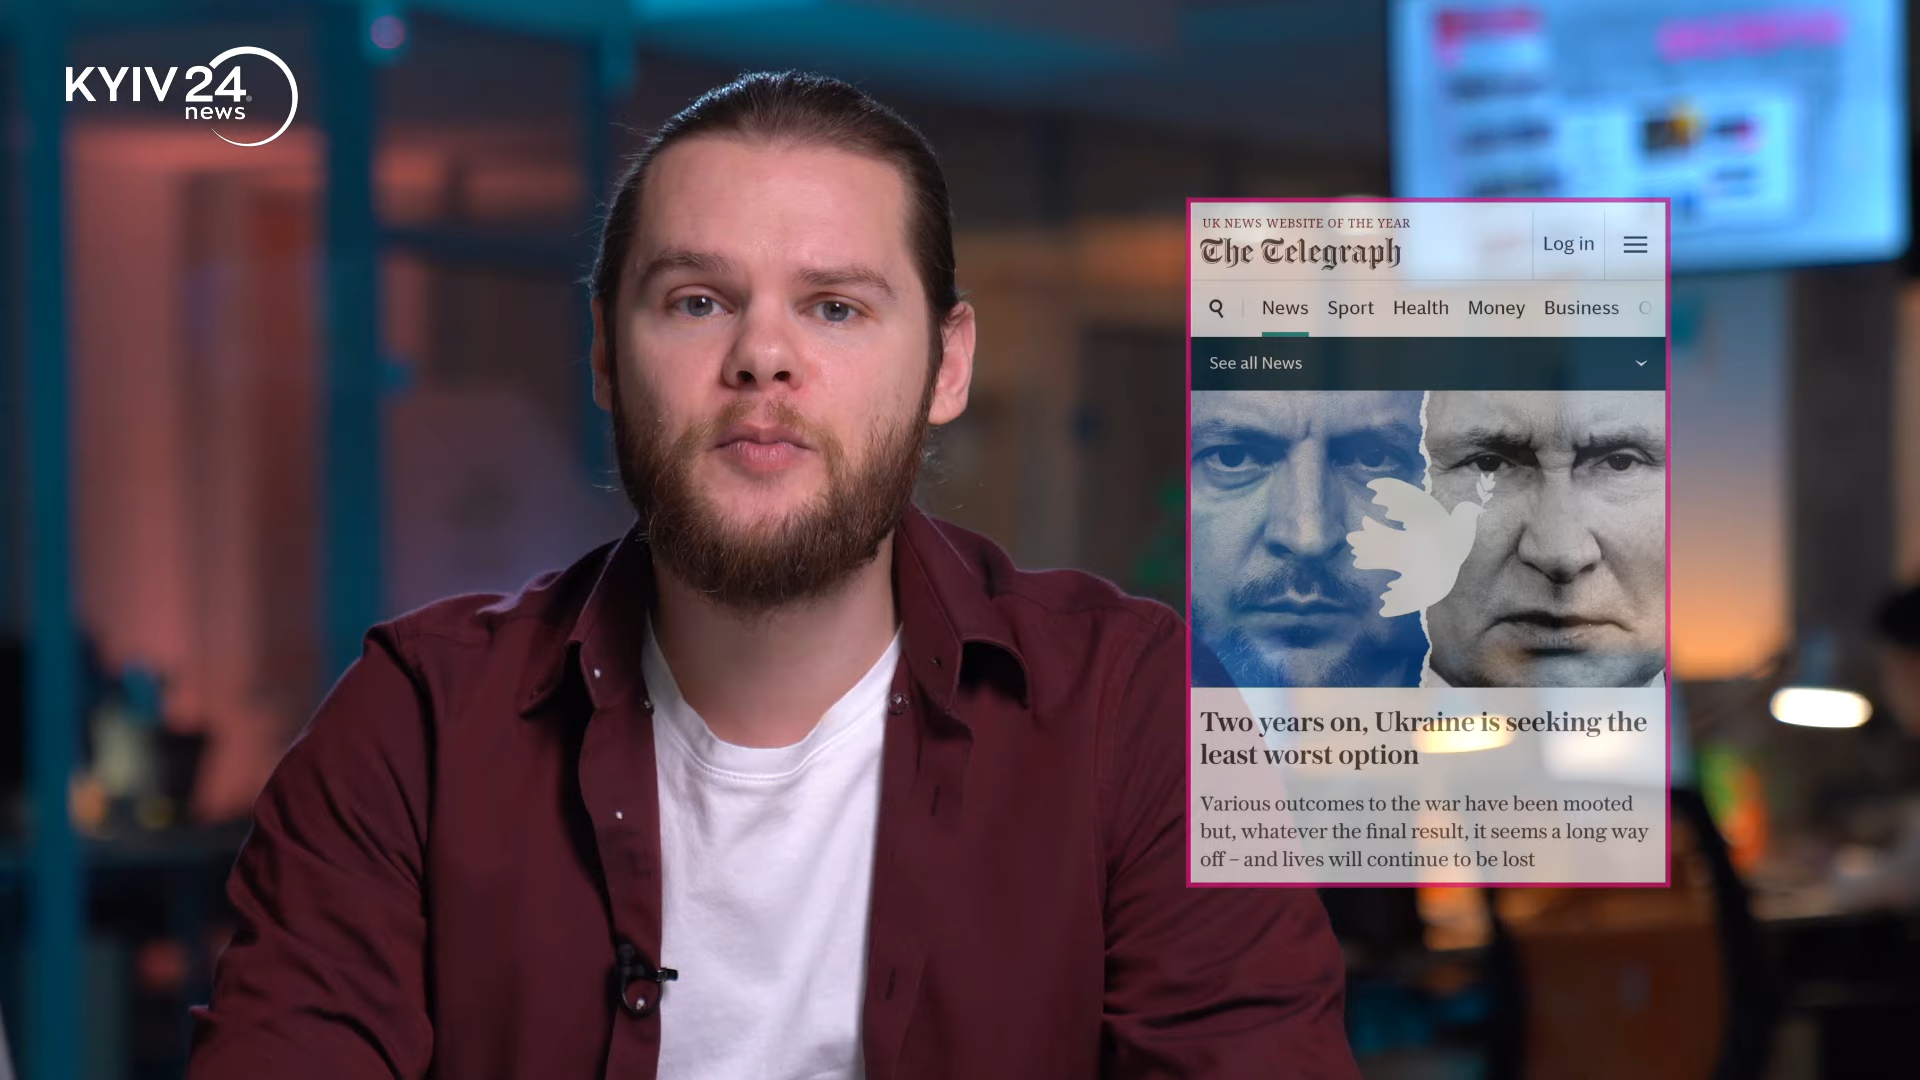 KYIV 24
news
UK NEWS WEBSITE OF THE YEAR
The Telegraph
Log in
News Sport Health Money Business
See all News
Two years on, Ukraine is seeking the
least worst option
Various outcomes to the war have been mooted
but, whatever the final result, it seems a long way
off – and lives will continue to be lost